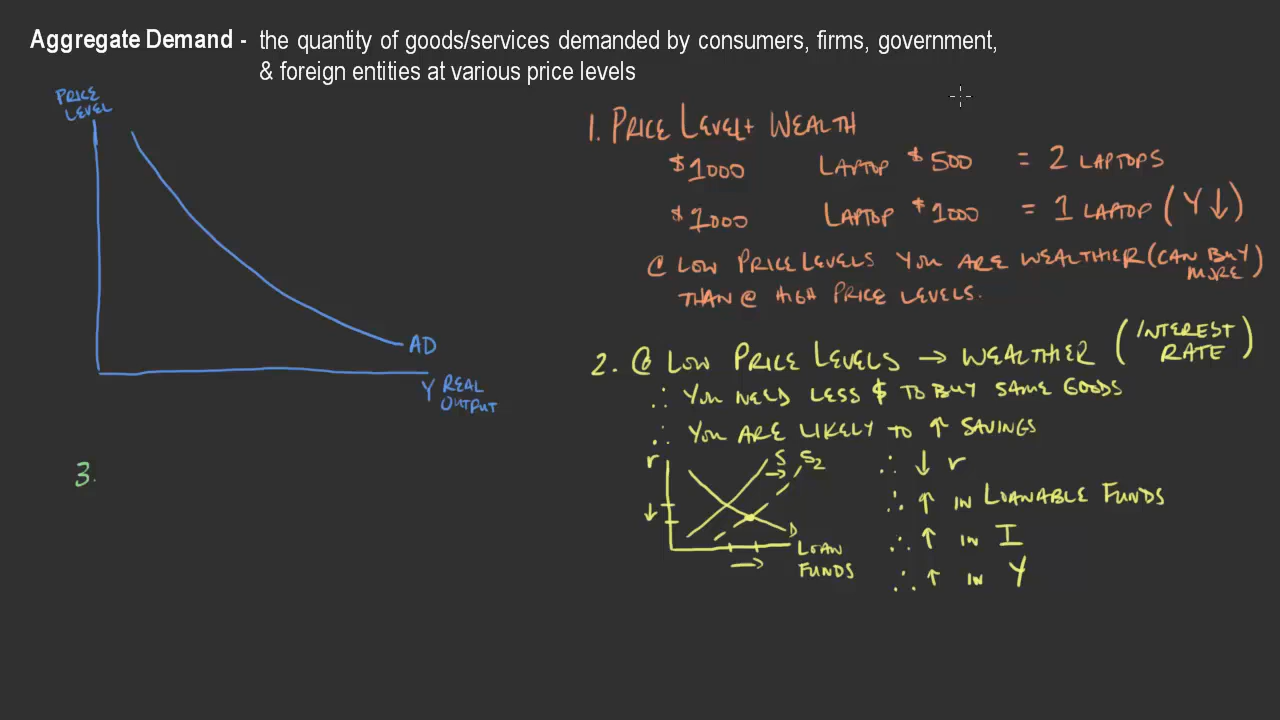 Aggregate Demand - the quantity of goods/services demanded by consumers, firms, government,
& foreign entities at various price levels
PRICE
LEVEL
AD
Y REAL
OUTPUT
1. PRICE LEVEL + WEALTH
$1000 LAPTOP $500 = 2 LAPTOPS
$1000 LAPTOP $1000 = 1 LAPTOP (Y ↓)
@ LOW PRICE LEVELS YOU ARE WEALTHIER (CAN BUY
MORE)
THAN @ HIGH PRICE LEVELS.
2. @ LOW PRICE LEVELS → WEALTHIER (INTEREST
RATE)
∴ YOU NEED LESS $ TO BUY SAME GOODS
∴ YOU ARE LIKELY TO ↑ SAVINGS
r S S2
↓ D
LOAN
FUNDS
→
∴ ↓ r
∴ ↑ IN LOANABLE FUNDS
∴ ↑ IN I
∴ ↑ IN Y
3.